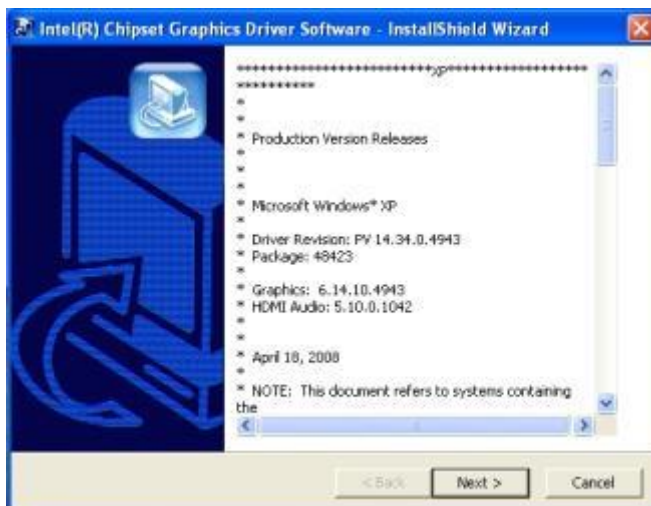 Intel(R) Chipset Graphics Driver Software - InstallShield Wizard
**************************XP******************
**********
*
*
* Production Version Releases
*
*
*
* Microsoft Windows* XP
*
* Driver Revision: PV 14.34.0.4943
* Package: 48423
*
* Graphics: 6.14.10.4943
* HDMI Audio: 5.10.0.1042
*
*
* April 18, 2008
*
* NOTE: This document refers to systems containing
the
< Back
Next >
Cancel